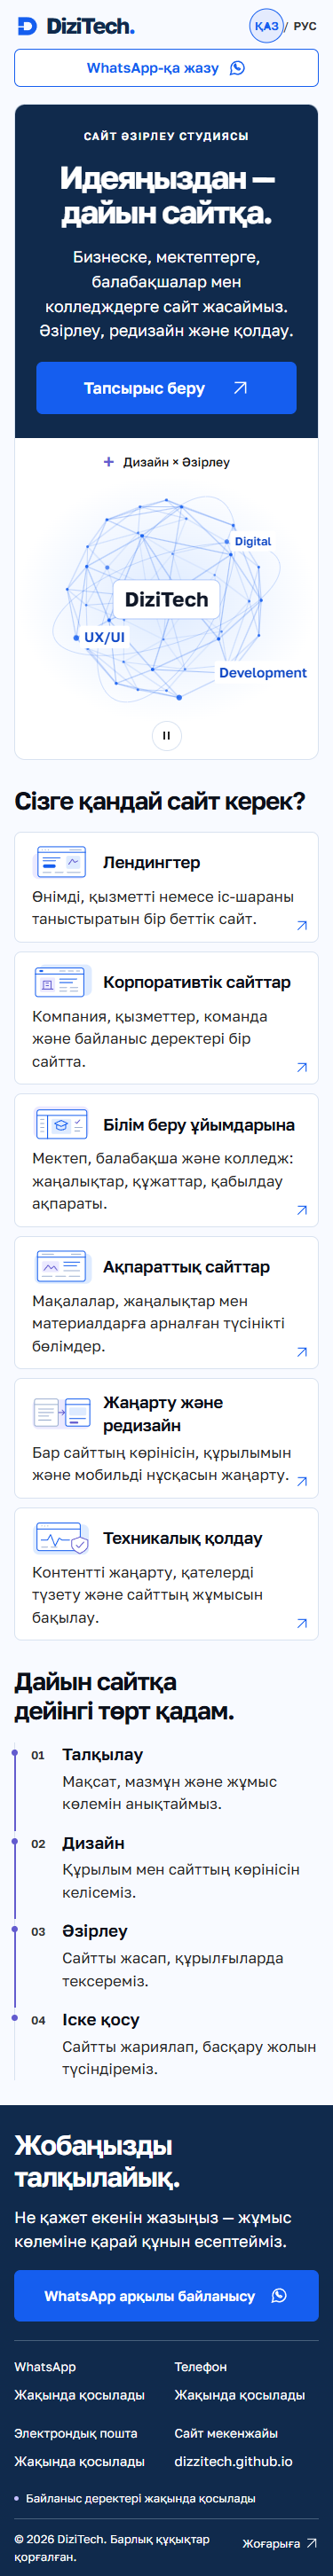 DiziTech.
ҚАЗ / РУС
WhatsApp-қа жазу
САЙТ ӘЗІРЛЕУ СТУДИЯСЫ
Идеяңыздан —
дайын сайтқа.
Бизнеске, мектептерге,
балабақшалар мен
колледждерге сайт жасаймыз.
Әзірлеу, редизайн және қолдау.
Тапсырыс беру
Дизайн × Әзірлеу
Digital
DiziTech
UX/UI
Development
Сізге қандай сайт керек?
Лендингтер
Өнімді, қызметті немесе іс-шараны
таныстыратын бір беттік сайт.
Корпоративтік сайттар
Компания, қызметтер, команда
және байланыс деректері бір
сайтта.
Білім беру ұйымдарына
Мектеп, балабақша және колледж:
жаңалықтар, құжаттар, қабылдау
ақпараты.
Ақпараттық сайттар
Мақалалар, жаңалықтар мен
материалдарға арналған түсінікті
бөлімдер.
Жаңарту және
редизайн
Бар сайттың көрінісін, құрылымын
және мобильді нұсқасын жаңарту.
Техникалық қолдау
Контентті жаңарту, қателерді
түзету және сайттың жұмысын
бақылау.
Дайын сайтқа
дейінгі төрт қадам.
01 Талқылау
Мақсат, мазмұн және жұмыс
көлемін анықтаймыз.
02 Дизайн
Құрылым мен сайттың көрінісін
келісеміз.
03 Әзірлеу
Сайтты жасап, құрылғыларда
тексереміз.
04 Іске қосу
Сайтты жариялап, басқару жолын
түсіндіреміз.
Жобаңызды
талқылайық.
Не қажет екенін жазыңыз — жұмыс
көлеміне қарай құнын есептейміз.
WhatsApp арқылы байланысу
WhatsApp
Жақында қосылады
Телефон
Жақында қосылады
Электрондық пошта
Жақында қосылады
Сайт мекенжайы
dizzitech.github.io
Байланыс деректері жақында қосылады
© 2026 DiziTech. Барлық құқықтар
қорғалған.
Жоғарыға